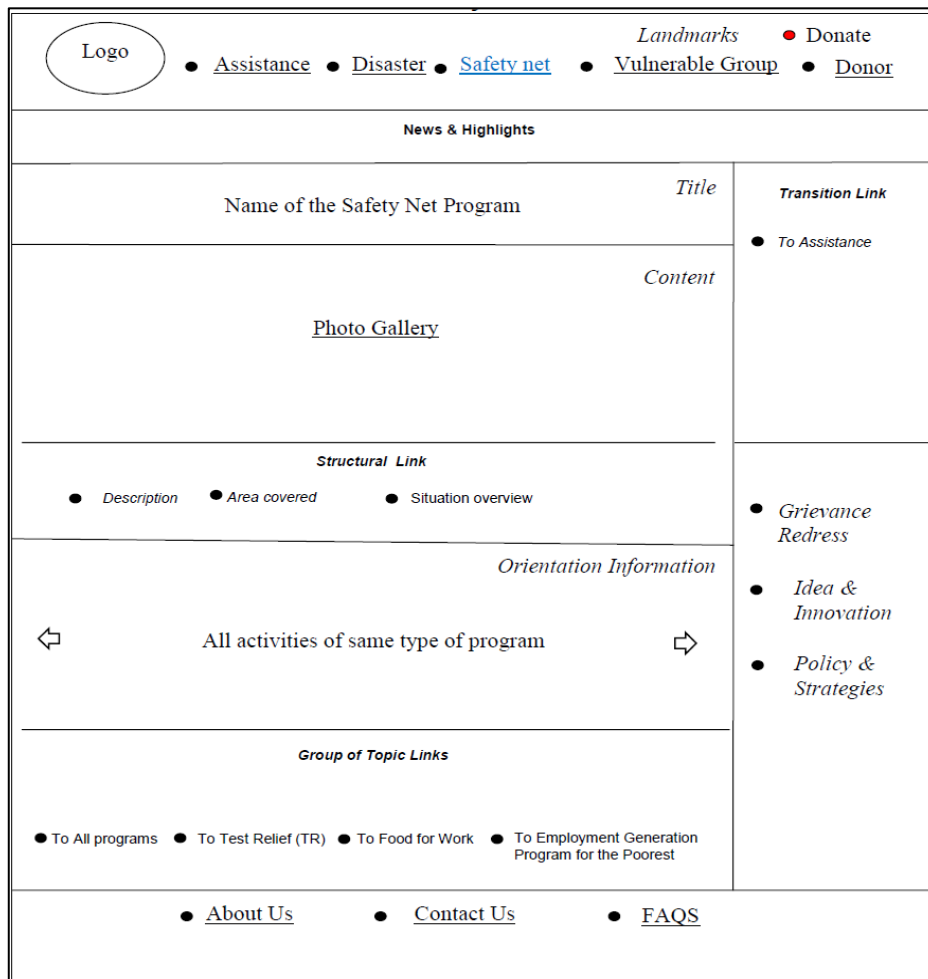 Logo
Landmarks
Donate
Assistance
Disaster
Safety net
Vulnerable Group
Donor
News & Highlights
Title
Name of the Safety Net Program
Transition Link
To Assistance
Content
Photo Gallery
Structural Link
Description
Area covered
Situation overview
Grievance
Redress
Idea &
Innovation
Policy &
Strategies
Orientation Information
All activities of same type of program
Group of Topic Links
To All programs
To Test Relief (TR)
To Food for Work
To Employment Generation
Program for the Poorest
About Us
Contact Us
FAQS